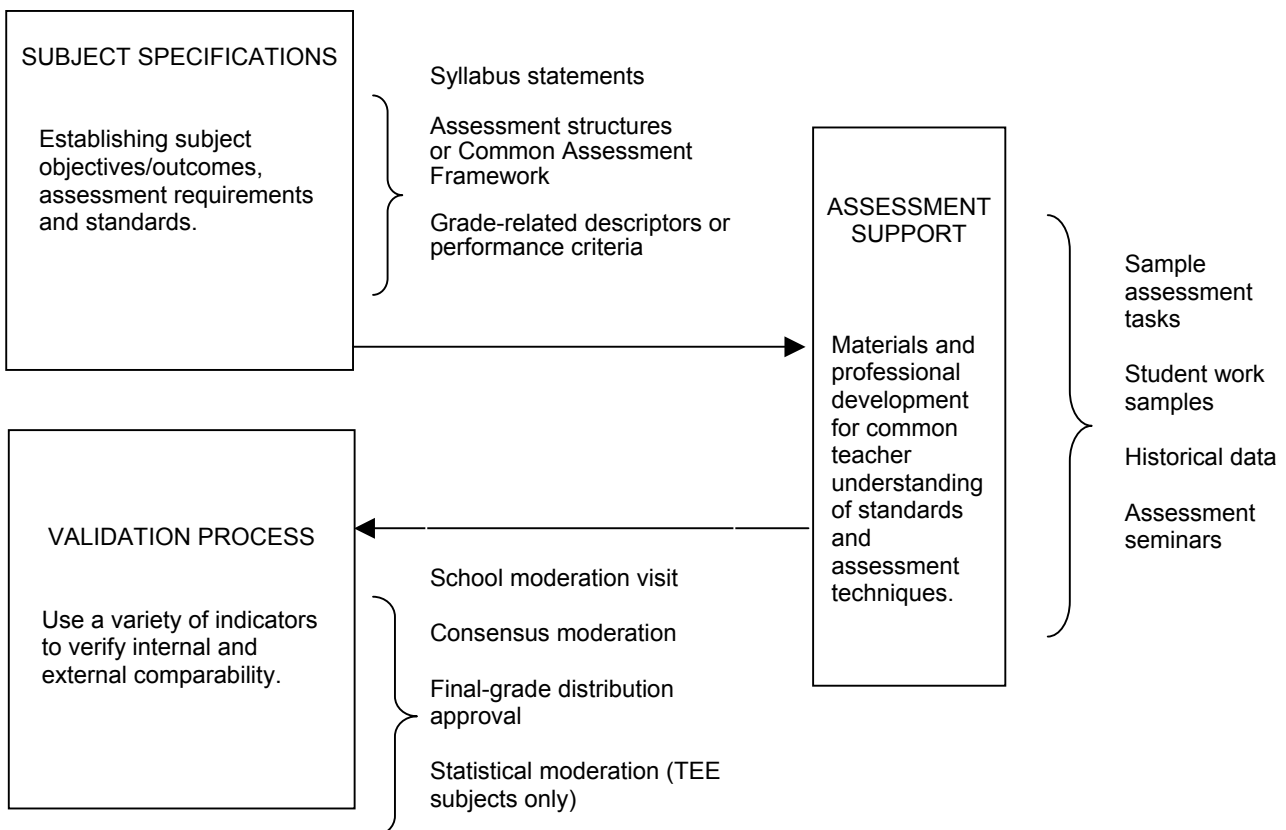 SUBJECT SPECIFICATIONS
Establishing subject
objectives/outcomes,
assessment requirements
and standards.
Syllabus statements
Assessment structures
or Common Assessment
Framework
Grade-related descriptors or
performance criteria
ASSESSMENT
SUPPORT
Materials and
professional
development
for common
teacher
understanding
of standards
and
assessment
techniques.
Sample
assessment
tasks
Student work
samples
Historical data
Assessment
seminars
VALIDATION PROCESS
Use a variety of indicators
to verify internal and
external comparability.
School moderation visit
Consensus moderation
Final-grade distribution
approval
Statistical moderation (TEE
subjects only)